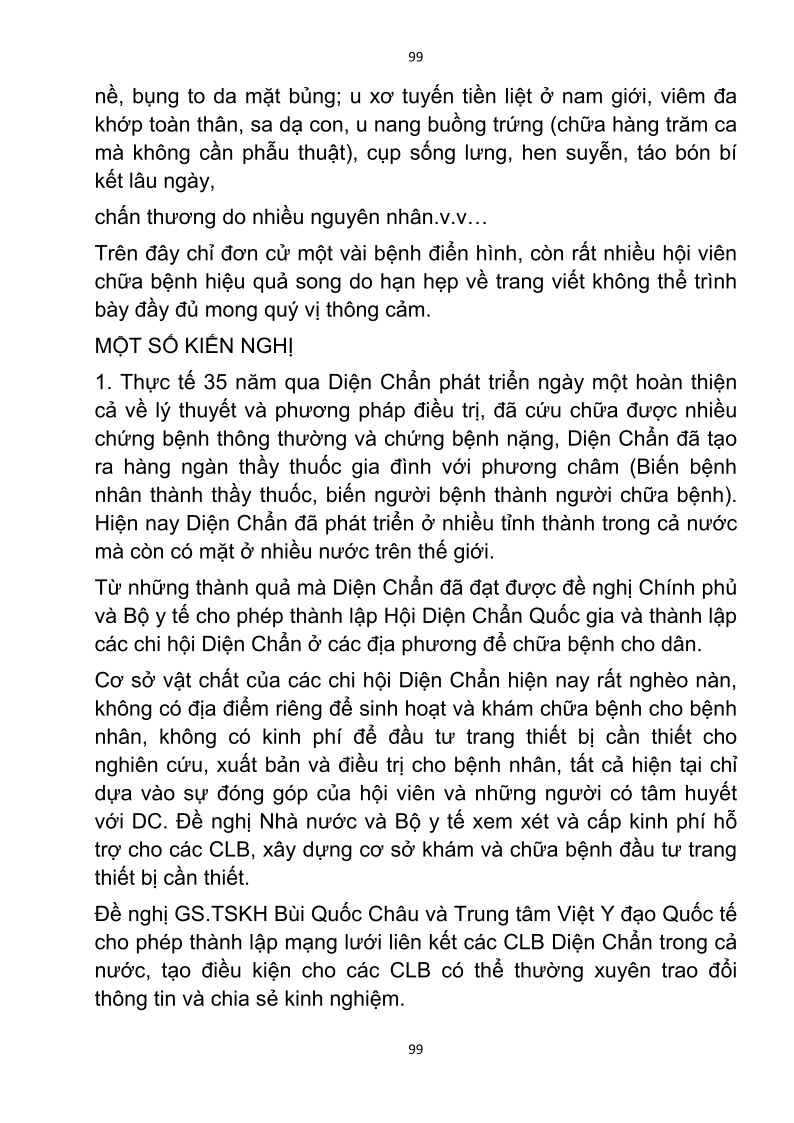 99
nề, bụng to da mặt bủng; u xơ tuyến tiền liệt ở nam giới, viêm đa
khớp toàn thân, sa dạ con, u nang buồng trứng (chữa hàng trăm ca
mà không cần phẫu thuật), cụp sống lưng, hen suyễn, táo bón bí
kết lâu ngày,
chấn thương do nhiều nguyên nhân.v.v…
Trên đây chỉ đơn cử một vài bệnh điển hình, còn rất nhiều hội viên
chữa bệnh hiệu quả song do hạn hẹp về trang viết không thể trình
bày đầy đủ mong quý vị thông cảm.
MỘT SỐ KIẾN NGHỊ
1. Thực tế 35 năm qua Diện Chẩn phát triển ngày một hoàn thiện
cả về lý thuyết và phương pháp điều trị, đã cứu chữa được nhiều
chứng bệnh thông thường và chứng bệnh nặng, Diện Chẩn đã tạo
ra hàng ngàn thầy thuốc gia đình với phương châm (Biến bệnh
nhân thành thầy thuốc, biến người bệnh thành người chữa bệnh).
Hiện nay Diện Chẩn đã phát triển ở nhiều tỉnh thành trong cả nước
mà còn có mặt ở nhiều nước trên thế giới.
Từ những thành quả mà Diện Chẩn đã đạt được đề nghị Chính phủ
và Bộ y tế cho phép thành lập Hội Diện Chẩn Quốc gia và thành lập
các chi hội Diện Chẩn ở các địa phương để chữa bệnh cho dân.
Cơ sở vật chất của các chi hội Diện Chẩn hiện nay rất nghèo nàn,
không có địa điểm riêng để sinh hoạt và khám chữa bệnh cho bệnh
nhân, không có kinh phí để đầu tư trang thiết bị cần thiết cho
nghiên cứu, xuất bản và điều trị cho bệnh nhân, tất cả hiện tại chỉ
dựa vào sự đóng góp của hội viên và những người có tâm huyết
với DC. Đề nghị Nhà nước và Bộ y tế xem xét và cấp kinh phí hỗ
trợ cho các CLB, xây dựng cơ sở khám và chữa bệnh đầu tư trang
thiết bị cần thiết.
Đề nghị GS.TSKH Bùi Quốc Châu và Trung tâm Việt Y đạo Quốc tế
cho phép thành lập mạng lưới liên kết các CLB Diện Chẩn trong cả
nước, tạo điều kiện cho các CLB có thể thường xuyên trao đổi
thông tin và chia sẻ kinh nghiệm.
99